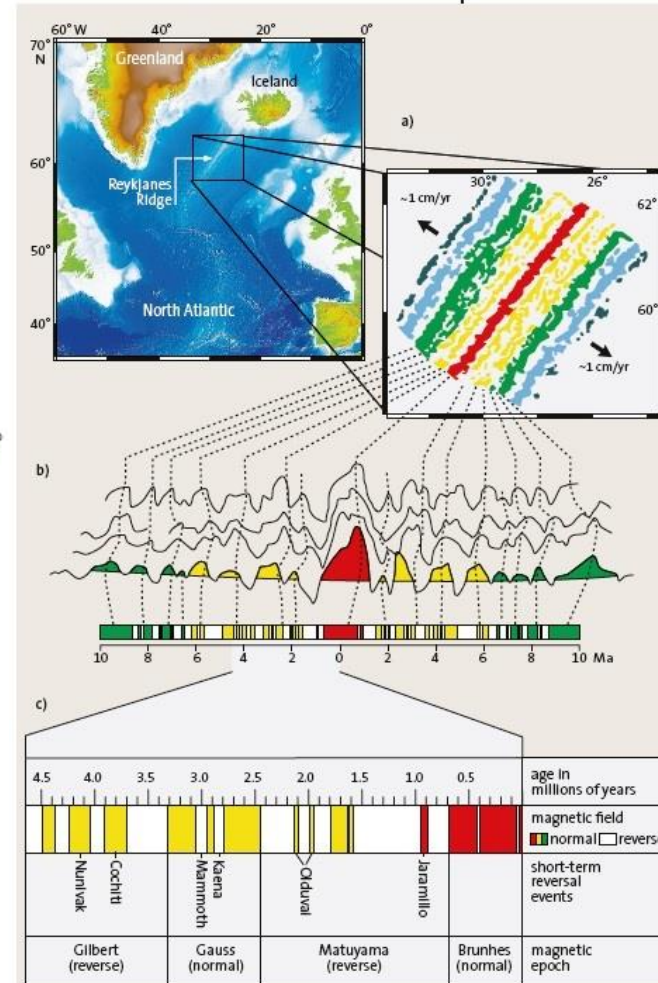 60° W 40° 20° 0°
70°
N
Greenland
Iceland
a)
60°
Reykjanes
Ridge
50°
North Atlantic
40°
30° 26°
62°
~1 cm/yr
60°
~1 cm/yr
b)
10 8 6 4 2 0 2 4 6 8 10 Ma
c)
4.5 4.0 3.5 3.0 2.5 2.0 1.5 1.0 0.5
age in
millions of years
magnetic field
normal reverse
Nunivak
Cochiti
Mammoth
Kaena
Olduval
Jaramillo
short-term
reversal
events
Gilbert
(reverse)
Gauss
(normal)
Matuyama
(reverse)
Brunhes
(normal)
magnetic
epoch